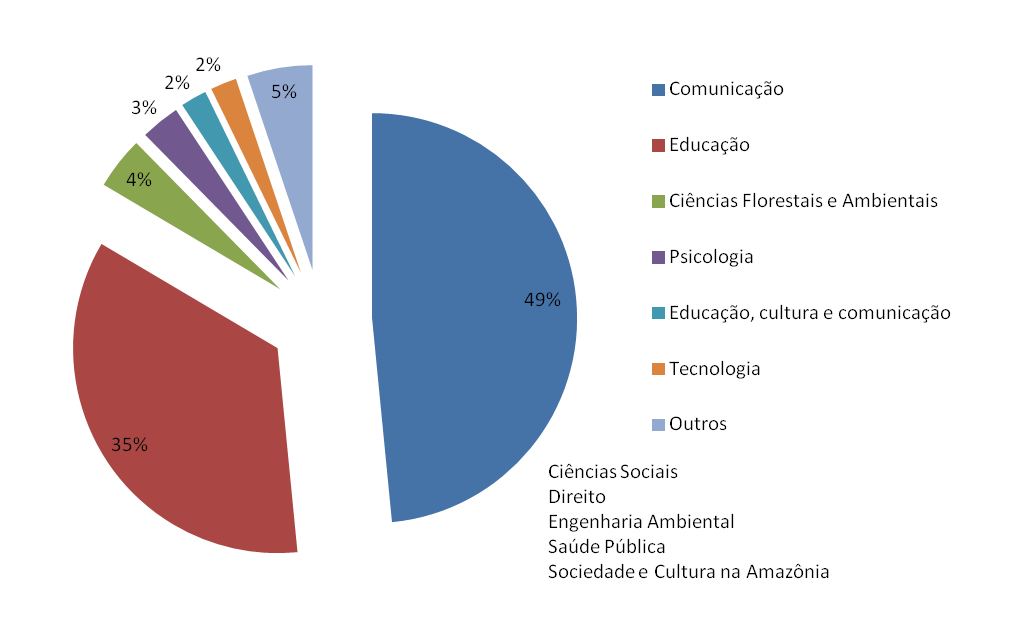 2%
2%
5%
3%
4%
49%
35%
Comunicação
Educação
Ciências Florestais e Ambientais
Psicologia
Educação, cultura e comunicação
Tecnologia
Outros
Ciências Sociais
Direito
Engenharia Ambiental
Saúde Pública
Sociedade e Cultura na Amazônia